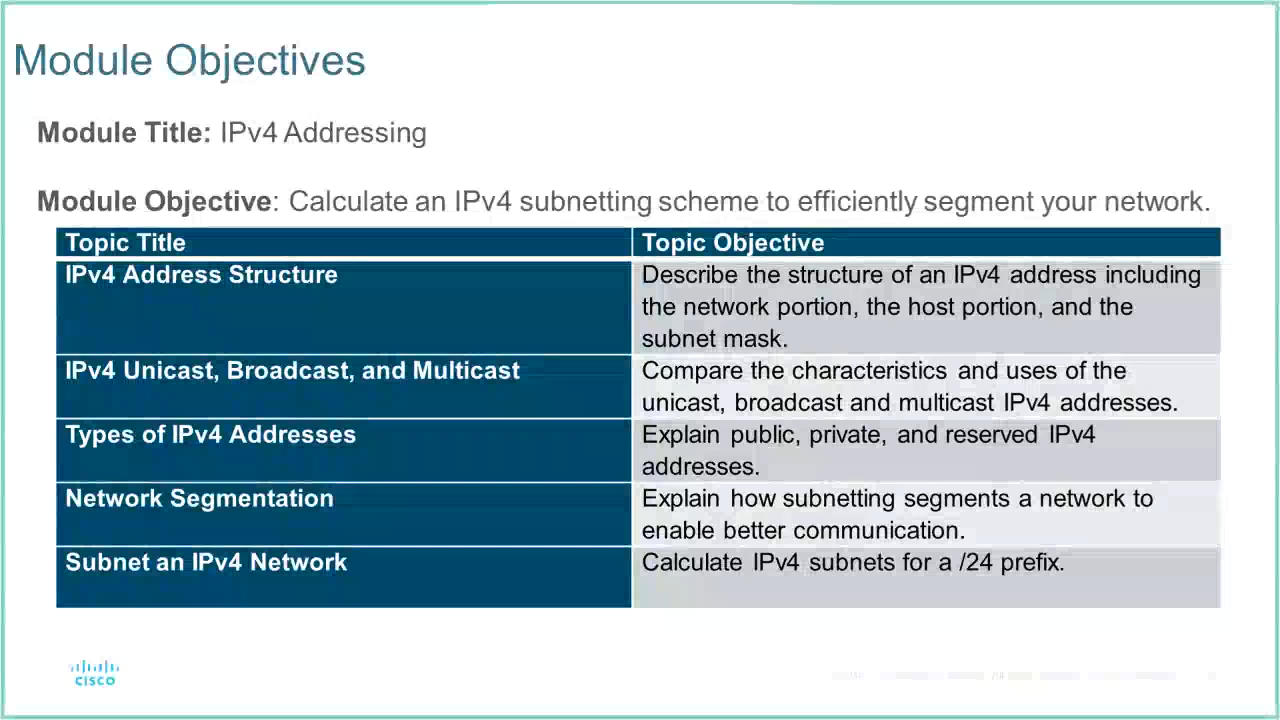 Module Objectives
Module Title: IPv4 Addressing
Module Objective: Calculate an IPv4 subnetting scheme to efficiently segment your network.
Topic Title
Topic Objective
IPv4 Address Structure
Describe the structure of an IPv4 address including
the network portion, the host portion, and the
subnet mask.
IPv4 Unicast, Broadcast, and Multicast
Compare the characteristics and uses of the
unicast, broadcast and multicast IPv4 addresses.
Types of IPv4 Addresses
Explain public, private, and reserved IPv4
addresses.
Network Segmentation
Explain how subnetting segments a network to
enable better communication.
Subnet an IPv4 Network
Calculate IPv4 subnets for a /24 prefix.
CISCO